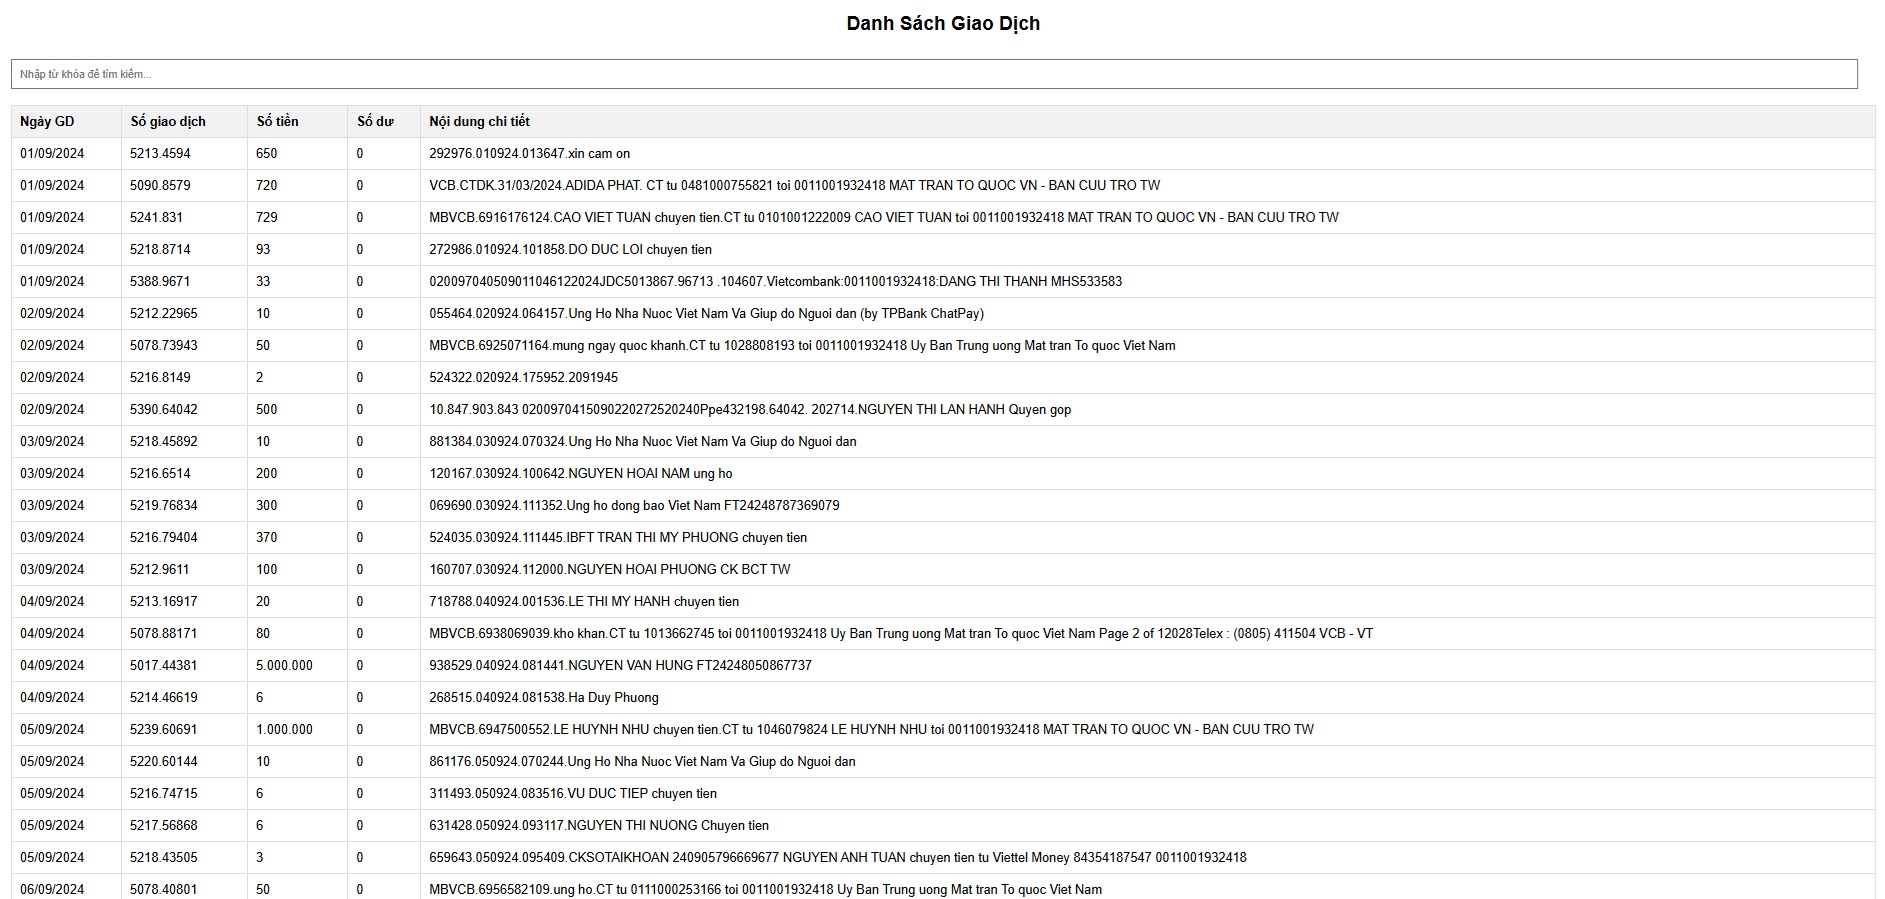 Danh Sách Giao Dịch
Nhập từ khóa để tìm kiếm...
Ngày GD Số giao dịch Số tiền Số dư Nội dung chi tiết
01/09/2024 5213.4594 650 0 292976.010924.013647.xin cam on
01/09/2024 5090.8579 720 0 VCB.CTDK.31/03/2024.ADIDA PHAT. CT tu 0481000755821 toi 0011001932418 MAT TRAN TO QUOC VN - BAN CUU TRO TW
01/09/2024 5241.831 729 0 MBVCB.6916176124.CAO VIET TUAN chuyen tien.CT tu 0101001222009 CAO VIET TUAN toi 0011001932418 MAT TRAN TO QUOC VN - BAN CUU TRO TW
01/09/2024 5218.8714 93 0 272986.010924.101858.DO DUC LOI chuyen tien
01/09/2024 5388.9671 33 0 020097040509011046122024JDC5013867.96713 .104607.Vietcombank:0011001932418:DANG THI THANH MHS533583
02/09/2024 5212.22965 10 0 055464.020924.064157.Ung Ho Nha Nuoc Viet Nam Va Giup do Nguoi dan (by TPBank ChatPay)
02/09/2024 5078.73943 50 0 MBVCB.6925071164.mung ngay quoc khanh.CT tu 1028808193 toi 0011001932418 Uy Ban Trung uong Mat tran To quoc Viet Nam
02/09/2024 5216.8149 2 0 524322.020924.175952.2091945
02/09/2024 5390.64042 500 0 10.847.903.843 0200970415090220272520240Ppe432198.64042. 202714.NGUYEN THI LAN HANH Quyen gop
03/09/2024 5218.45892 10 0 881384.030924.070324.Ung Ho Nha Nuoc Viet Nam Va Giup do Nguoi dan
03/09/2024 5216.6514 200 0 120167.030924.100642.NGUYEN HOAI NAM ung ho
03/09/2024 5219.76834 300 0 069690.030924.111352.Ung ho dong bao Viet Nam FT24248787369079
03/09/2024 5216.79404 370 0 524035.030924.111445.IBFT TRAN THI MY PHUONG chuyen tien
03/09/2024 5212.9611 100 0 160707.030924.112000.NGUYEN HOAI PHUONG CK BCT TW
04/09/2024 5213.16917 20 0 718788.040924.001536.LE THI MY HANH chuyen tien
04/09/2024 5078.88171 80 0 MBVCB.6938069039.kho khan.CT tu 1013662745 toi 0011001932418 Uy Ban Trung uong Mat tran To quoc Viet Nam Page 2 of 12028Telex : (0805) 411504 VCB - VT
04/09/2024 5017.44381 5.000.000 0 938529.040924.081441.NGUYEN VAN HUNG FT24248050867737
04/09/2024 5214.46619 6 0 268515.040924.081538.Ha Duy Phuong
05/09/2024 5239.60691 1.000.000 0 MBVCB.6947500552.LE HUYNH NHU chuyen tien.CT tu 1046079824 LE HUYNH NHU toi 0011001932418 MAT TRAN TO QUOC VN - BAN CUU TRO TW
05/09/2024 5220.60144 10 0 861176.050924.070244.Ung Ho Nha Nuoc Viet Nam Va Giup do Nguoi dan
05/09/2024 5216.74715 6 0 311493.050924.083516.VU DUC TIEP chuyen tien
05/09/2024 5217.56868 6 0 631428.050924.093117.NGUYEN THI NUONG Chuyen tien
05/09/2024 5218.43505 3 0 659643.050924.095409.CKSOTAIKHOAN 240905796669677 NGUYEN ANH TUAN chuyen tien tu Viettel Money 84354187547 0011001932418
06/09/2024 5078.40801 50 0 MBVCB.6956582109.ung ho.CT tu 0111000253166 toi 0011001932418 Uy Ban Trung uong Mat tran To quoc Viet Nam